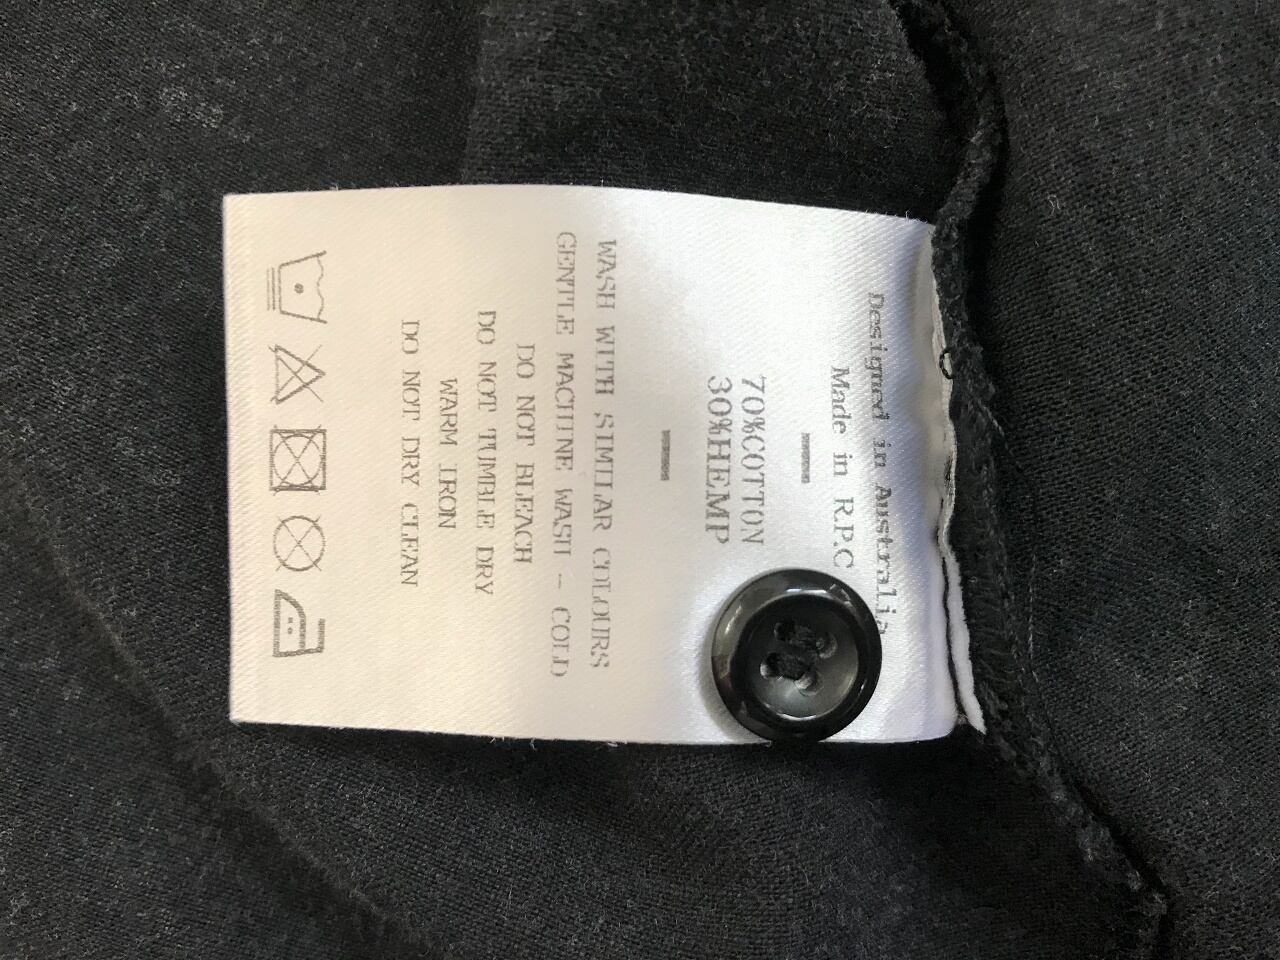 Designed in Australia
Made in R.P.C
—
70%COTTON
30%HEMP
—
WASH WITH SIMILAR COLOURS
GENTLE MACHINE WASH - COLD
DO NOT BLEACH
DO NOT TUMBLE DRY
WARM IRON
DO NOT DRY CLEAN